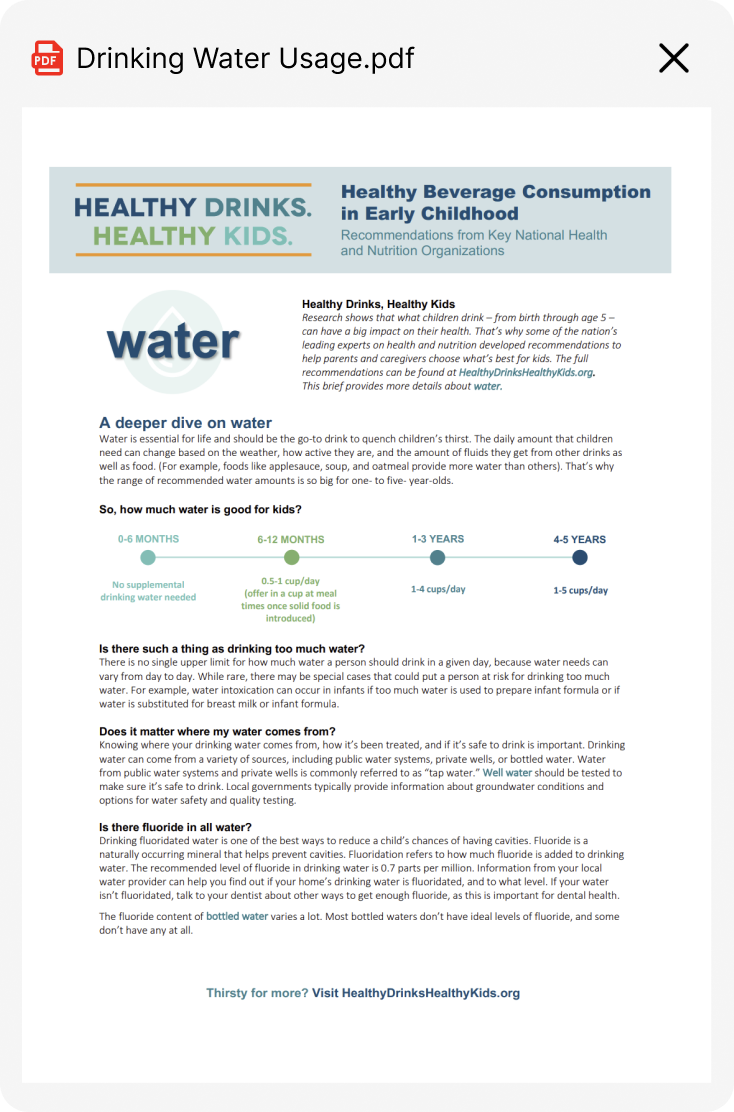 PDF
Drinking Water Usage.pdf
HEALTHY DRINKS.
HEALTHY KIDS.
Healthy Beverage Consumption
in Early Childhood
Recommendations from Key National Health
and Nutrition Organizations
water
Healthy Drinks, Healthy Kids
Research shows that what children drink – from birth through age 5 –
can have a big impact on their health. That's why some of the nation's
leading experts on health and nutrition developed recommendations to
help parents and caregivers choose what's best for kids. The full
recommendations can be found at HealthyDrinksHealthyKids.org.
This brief provides more details about water.
A deeper dive on water
Water is essential for life and should be the go-to drink to quench children's thirst. The daily amount that children
need can change based on the weather, how active they are, and the amount of fluids they get from other drinks as
well as food. (For example, foods like applesauce, soup, and oatmeal provide more water than others). That's why
the range of recommended water amounts is so big for one- to five- year-olds.
So, how much water is good for kids?
0-6 MONTHS
No supplemental
drinking water needed
6-12 MONTHS
0.5-1 cup/day
(offer in a cup at meal
times once solid food is
introduced)
1-3 YEARS
1-4 cups/day
4-5 YEARS
1-5 cups/day
Is there such a thing as drinking too much water?
There is no single upper limit for how much water a person should drink in a given day, because water needs can
vary from day to day. While rare, there may be special cases that could put a person at risk for drinking too much
water. For example, water intoxication can occur in infants if too much water is used to prepare infant formula or if
water is substituted for breast milk or infant formula.
Does it matter where my water comes from?
Knowing where your drinking water comes from, how it's been treated, and if it's safe to drink is important. Drinking
water can come from a variety of sources, including public water systems, private wells, or bottled water. Water
from public water systems and private wells is commonly referred to as "tap water." Well water should be tested to
make sure it's safe to drink. Local governments typically provide information about groundwater conditions and
options for water safety and quality testing.
Is there fluoride in all water?
Drinking fluoridated water is one of the best ways to reduce a child's chances of having cavities. Fluoride is a
naturally occurring mineral that helps prevent cavities. Fluoridation refers to how much fluoride is added to drinking
water. The recommended level of fluoride in drinking water is 0.7 parts per million. Information from your local
water provider can help you find out if your home's drinking water is fluoridated, and to what level. If your water
isn't fluoridated, talk to your dentist about other ways to get enough fluoride, as this is important for dental health.
The fluoride content of bottled water varies a lot. Most bottled waters don't have ideal levels of fluoride, and some
don't have any at all.
Thirsty for more? Visit HealthyDrinksHealthyKids.org